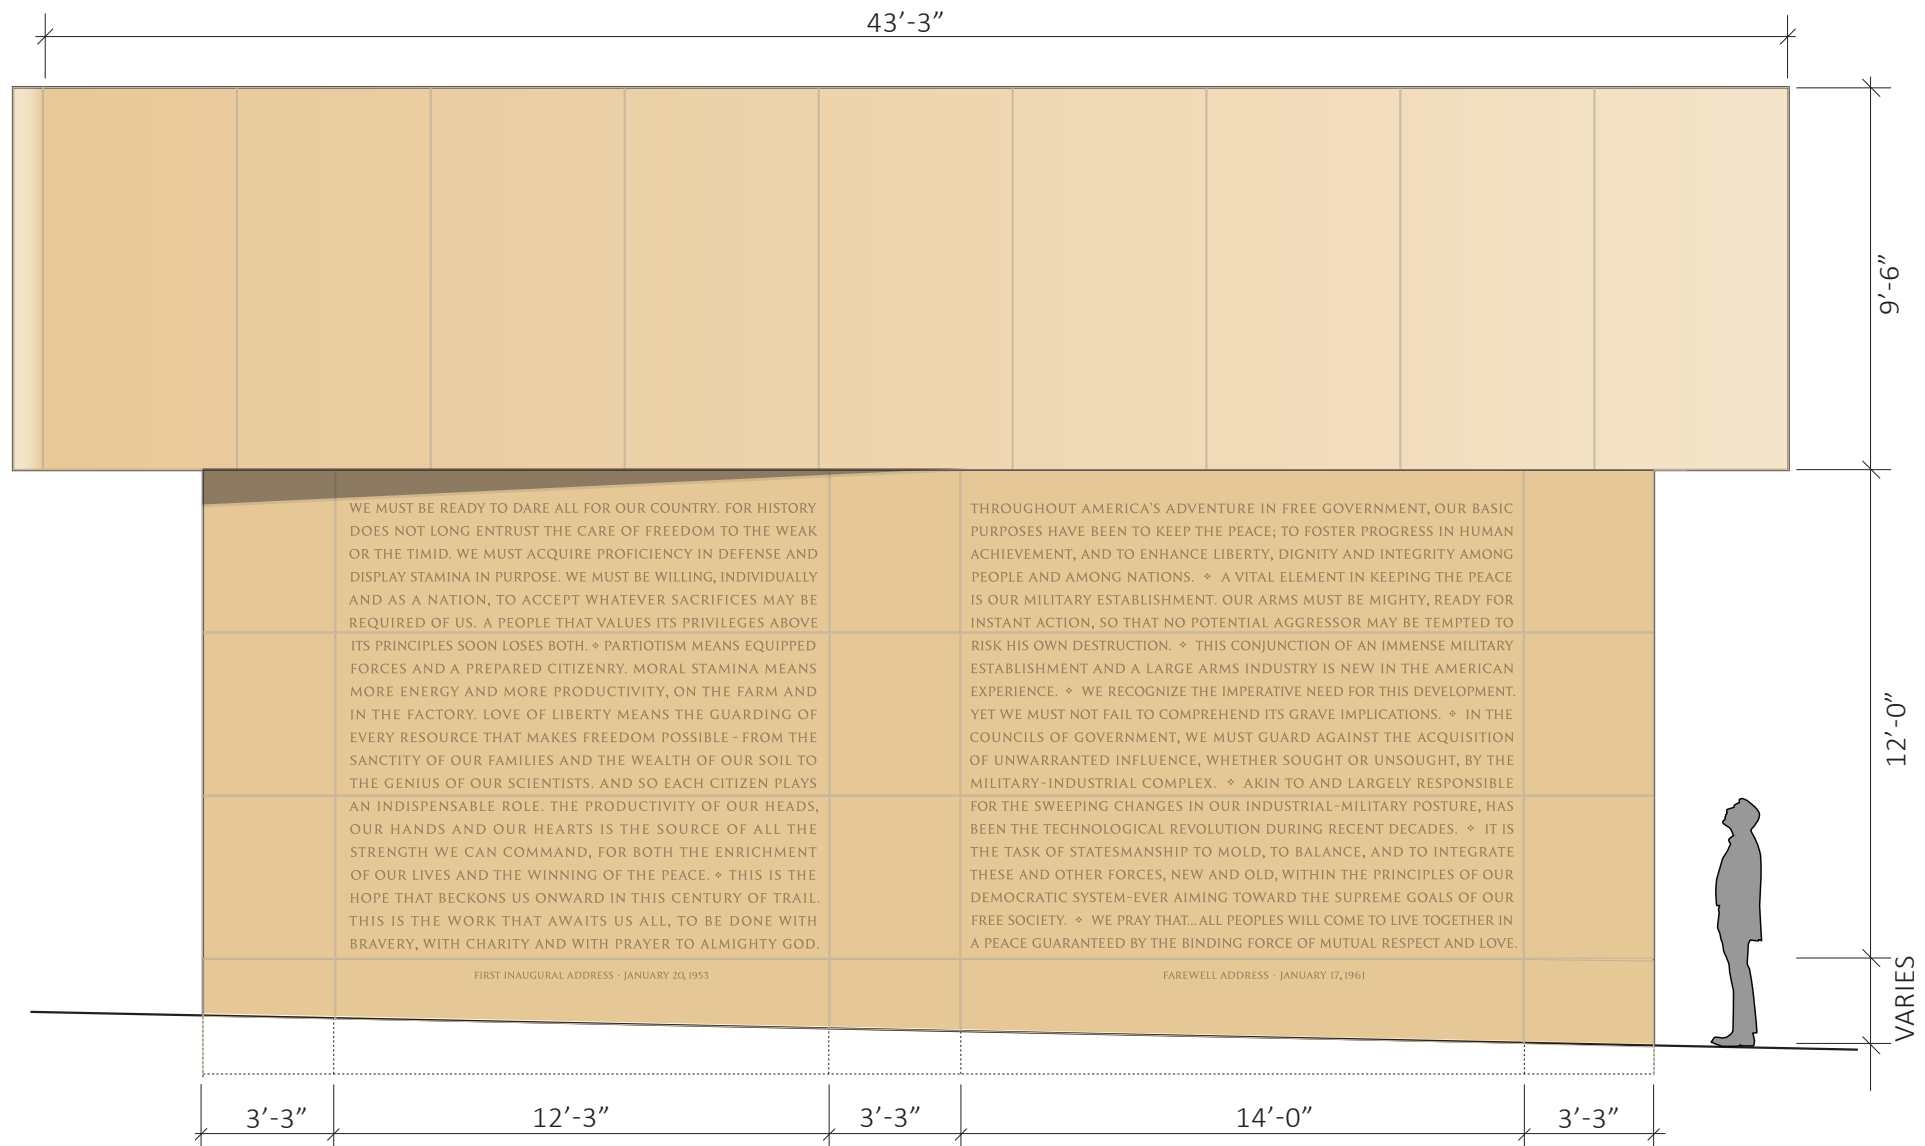 43’-3”
9’-6”
WE MUST BE READY TO DARE ALL FOR OUR COUNTRY. FOR HISTORY
DOES NOT LONG ENTRUST THE CARE OF FREEDOM TO THE WEAK
OR THE TIMID. WE MUST ACQUIRE PROFICIENCY IN DEFENSE AND
DISPLAY STAMINA IN PURPOSE. WE MUST BE WILLING, INDIVIDUALLY
AND AS A NATION, TO ACCEPT WHATEVER SACRIFICES MAY BE
REQUIRED OF US. A PEOPLE THAT VALUES ITS PRIVILEGES ABOVE
ITS PRINCIPLES SOON LOSES BOTH. ❖ PARTIOTISM MEANS EQUIPPED
FORCES AND A PREPARED CITIZENRY. MORAL STAMINA MEANS
MORE ENERGY AND MORE PRODUCTIVITY, ON THE FARM AND
IN THE FACTORY. LOVE OF LIBERTY MEANS THE GUARDING OF
EVERY RESOURCE THAT MAKES FREEDOM POSSIBLE - FROM THE
SANCTITY OF OUR FAMILIES AND THE WEALTH OF OUR SOIL TO
THE GENIUS OF OUR SCIENTISTS. AND SO EACH CITIZEN PLAYS
AN INDISPENSABLE ROLE. THE PRODUCTIVITY OF OUR HEADS,
OUR HANDS AND OUR HEARTS IS THE SOURCE OF ALL THE
STRENGTH WE CAN COMMAND, FOR BOTH THE ENRICHMENT
OF OUR LIVES AND THE WINNING OF THE PEACE. ❖ THIS IS THE
HOPE THAT BECKONS US ONWARD IN THIS CENTURY OF TRAIL.
THIS IS THE WORK THAT AWAITS US ALL, TO BE DONE WITH
BRAVERY, WITH CHARITY AND WITH PRAYER TO ALMIGHTY GOD.
FIRST INAUGURAL ADDRESS · JANUARY 20, 1953
THROUGHOUT AMERICA’S ADVENTURE IN FREE GOVERNMENT, OUR BASIC
PURPOSES HAVE BEEN TO KEEP THE PEACE; TO FOSTER PROGRESS IN HUMAN
ACHIEVEMENT, AND TO ENHANCE LIBERTY, DIGNITY AND INTEGRITY AMONG
PEOPLE AND AMONG NATIONS. ❖ A VITAL ELEMENT IN KEEPING THE PEACE
IS OUR MILITARY ESTABLISHMENT. OUR ARMS MUST BE MIGHTY, READY FOR
INSTANT ACTION, SO THAT NO POTENTIAL AGGRESSOR MAY BE TEMPTED TO
RISK HIS OWN DESTRUCTION. ❖ THIS CONJUNCTION OF AN IMMENSE MILITARY
ESTABLISHMENT AND A LARGE ARMS INDUSTRY IS NEW IN THE AMERICAN
EXPERIENCE. ❖ WE RECOGNIZE THE IMPERATIVE NEED FOR THIS DEVELOPMENT.
YET WE MUST NOT FAIL TO COMPREHEND ITS GRAVE IMPLICATIONS. ❖ IN THE
COUNCILS OF GOVERNMENT, WE MUST GUARD AGAINST THE ACQUISITION
OF UNWARRANTED INFLUENCE, WHETHER SOUGHT OR UNSOUGHT, BY THE
MILITARY-INDUSTRIAL COMPLEX. ❖ AKIN TO AND LARGELY RESPONSIBLE
FOR THE SWEEPING CHANGES IN OUR INDUSTRIAL-MILITARY POSTURE, HAS
BEEN THE TECHNOLOGICAL REVOLUTION DURING RECENT DECADES. ❖ IT IS
THE TASK OF STATESMANSHIP TO MOLD, TO BALANCE, AND TO INTEGRATE
THESE AND OTHER FORCES, NEW AND OLD, WITHIN THE PRINCIPLES OF OUR
DEMOCRATIC SYSTEM-EVER AIMING TOWARD THE SUPREME GOALS OF OUR
FREE SOCIETY. ❖ WE PRAY THAT...ALL PEOPLES WILL COME TO LIVE TOGETHER IN
A PEACE GUARANTEED BY THE BINDING FORCE OF MUTUAL RESPECT AND LOVE.
FAREWELL ADDRESS · JANUARY 17, 1961
12’-0”
VARIES
3’-3”
12’-3”
3’-3”
14’-0”
3’-3”